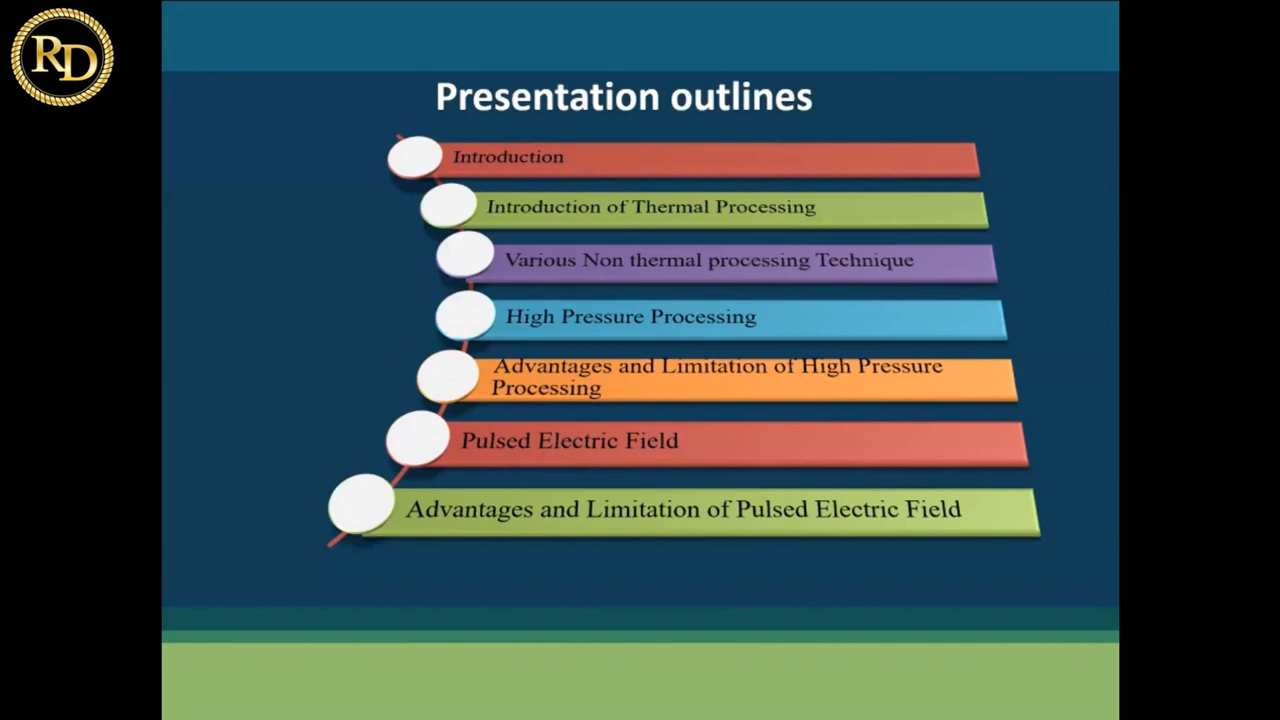 RD
Presentation outlines
Introduction
Introduction of Thermal Processing
Various Non thermal processing Technique
High Pressure Processing
Advantages and Limitation of High Pressure
Processing
Pulsed Electric Field
Advantages and Limitation of Pulsed Electric Field